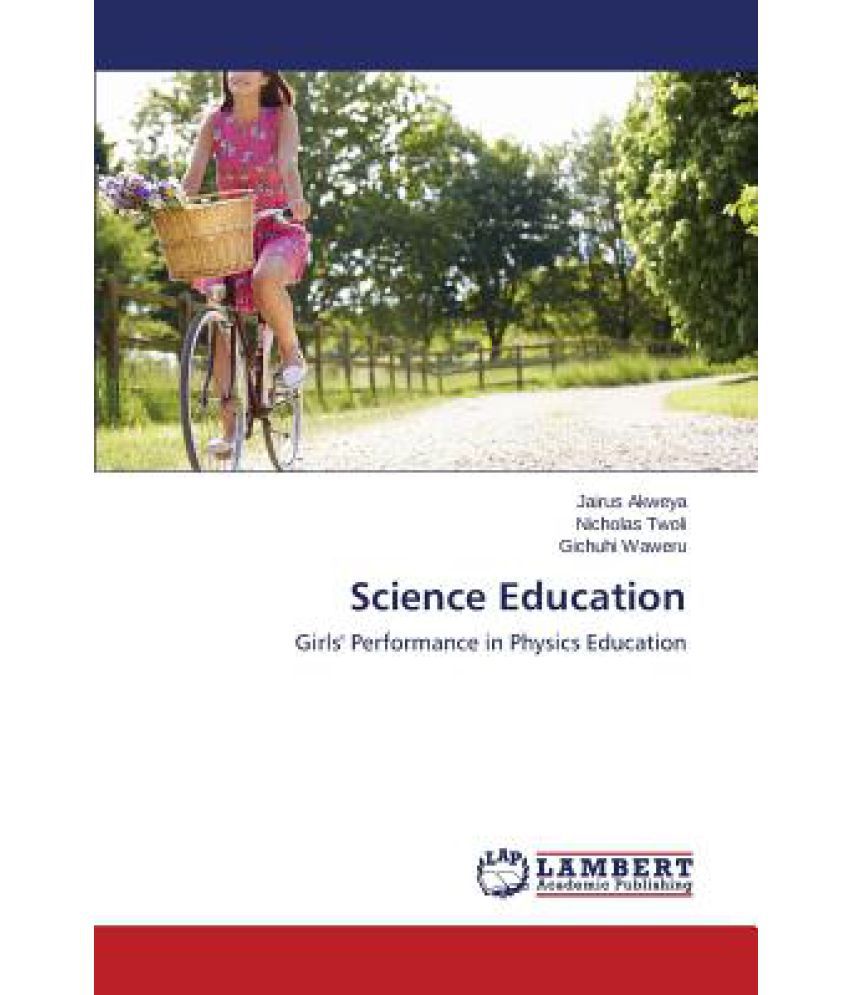 Jairus Akweya
Nicholas Twoli
Gichuhi Waweru
Science Education
Girls' Performance in Physics Education
LAP
LAMBERT
Academic Publishing